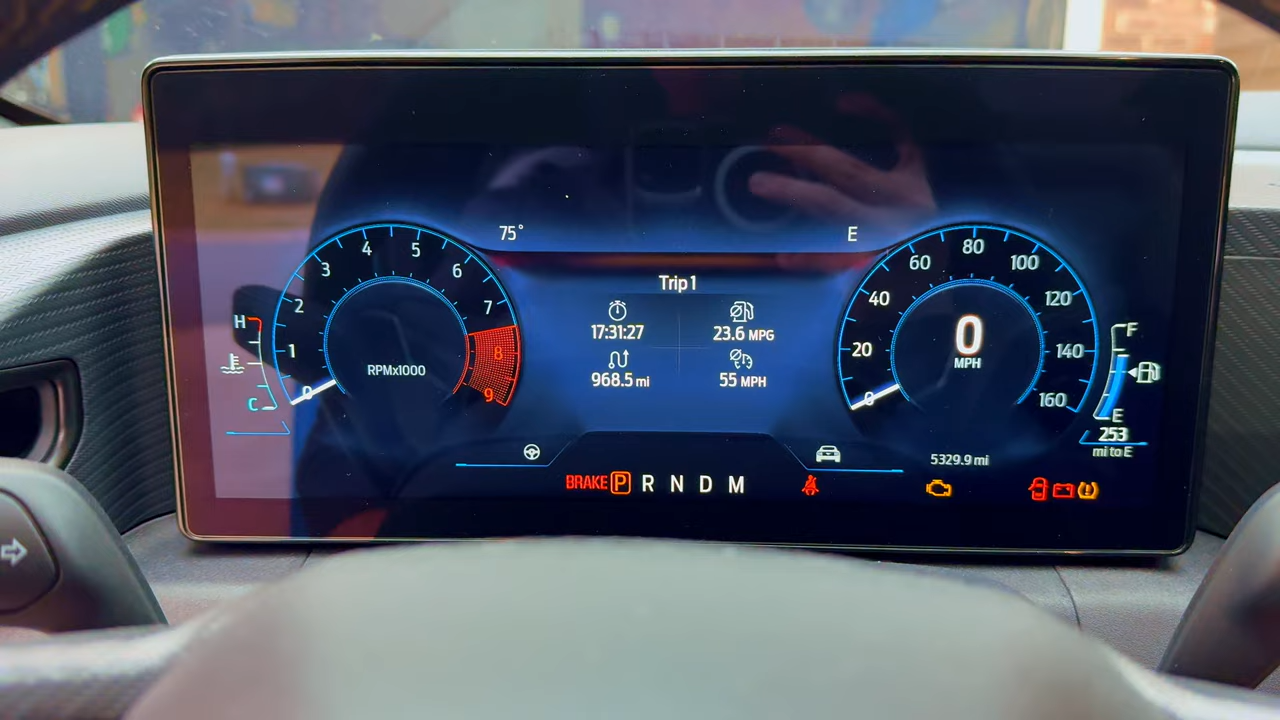 75°
E
Trip 1
17:31:27
23.6 MPG
968.5 mi
55 MPH
0
1
2
3
4
5
6
7
8
9
RPMx1000
H
C
0
20
40
60
80
100
120
140
160
0
MPH
F
E
253
mi to E
5329.9 mi
BRAKE P R N D M